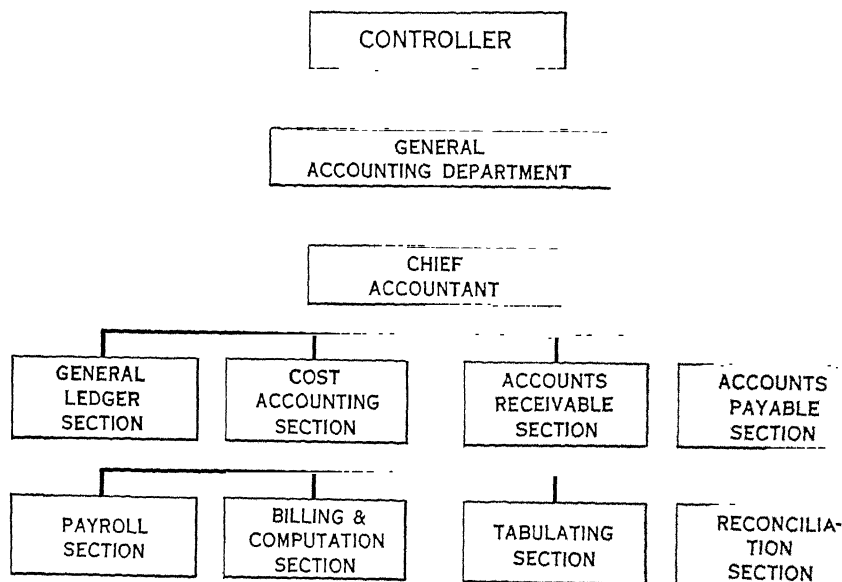 CONTROLLER
GENERAL
ACCOUNTING DEPARTMENT
CHIEF
ACCOUNTANT
GENERAL
LEDGER
SECTION
COST
ACCOUNTING
SECTION
ACCOUNTS
RECEIVABLE
SECTION
ACCOUNTS
PAYABLE
SECTION
PAYROLL
SECTION
BILLING &
COMPUTATION
SECTION
TABULATING
SECTION
RECONCILIA-
TION
SECTION